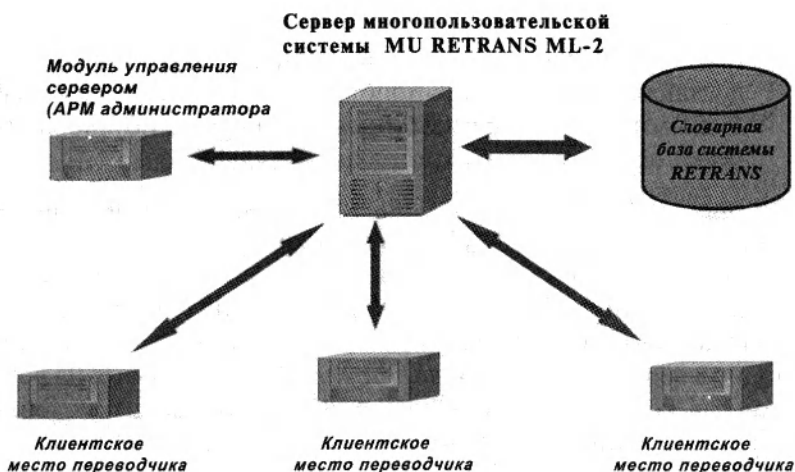 Сервер многопользовательской
системы MU RETRANS ML-2
Модуль управления
сервером
(АРМ администратора
Словарная
база системы
RETRANS
Клиентское
место переводчика
Клиентское
место переводчика
Клиентское
место переводчика